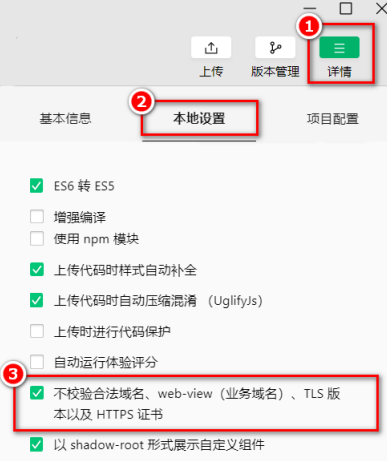 1
上传 版本管理 详情
2
基本信息 本地设置 项目配置
ES6 转 ES5
增强编译
使用 npm 模块
上传代码时样式自动补全
上传代码时自动压缩混淆 （UglifyJs）
上传时进行代码保护
自动运行体验评分
3
不校验合法域名、web-view（业务域名）、TLS 版
本以及 HTTPS 证书
以 shadow-root 形式展示自定义组件